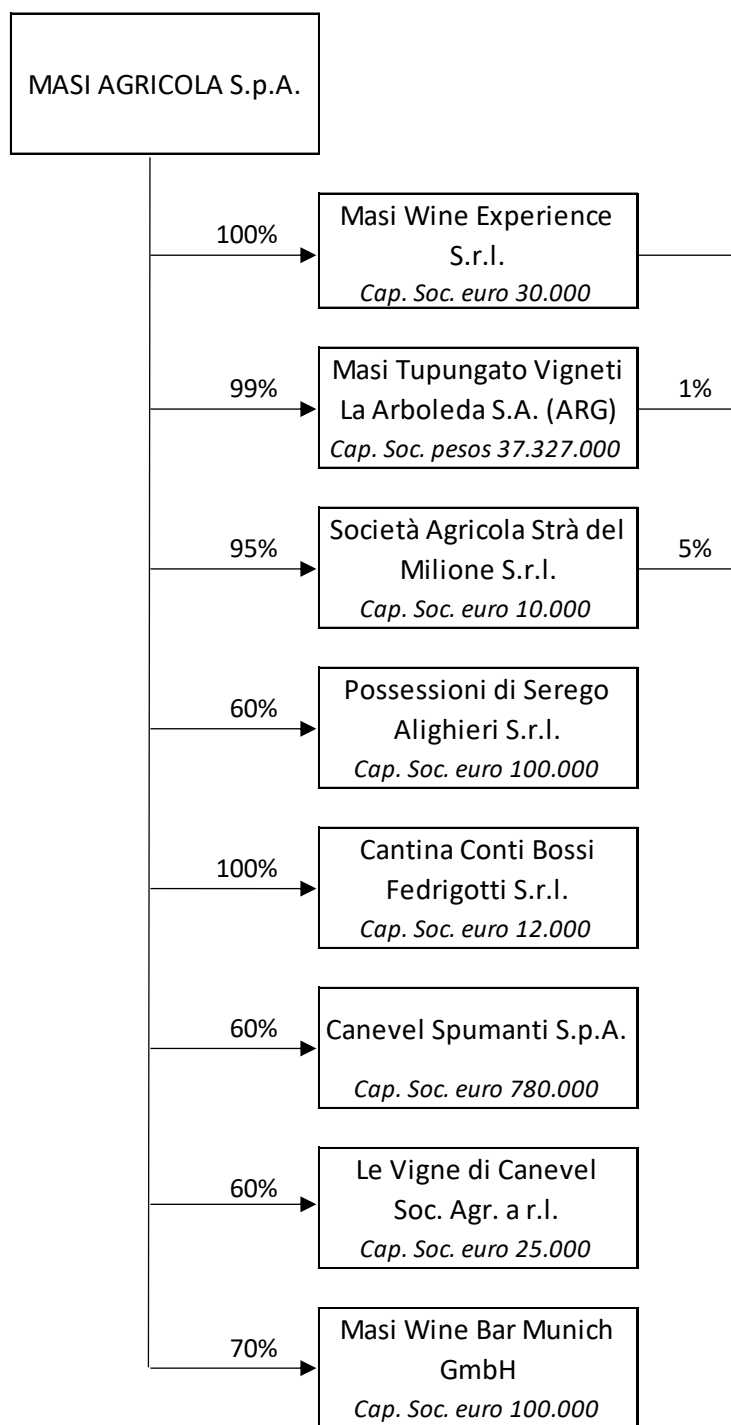 MASI AGRICOLA S.p.A.
100%
Masi Wine Experience
S.r.l.
Cap. Soc. euro 30.000
99%
Masi Tupungato Vigneti
La Arboleda S.A. (ARG)
Cap. Soc. pesos 37.327.000
1%
95%
Società Agricola Strà del
Milione S.r.l.
Cap. Soc. euro 10.000
5%
60%
Possessioni di Serego
Alighieri S.r.l.
Cap. Soc. euro 100.000
100%
Cantina Conti Bossi
Fedrigotti S.r.l.
Cap. Soc. euro 12.000
60%
Canevel Spumanti S.p.A.
Cap. Soc. euro 780.000
60%
Le Vigne di Canevel
Soc. Agr. a r.l.
Cap. Soc. euro 25.000
70%
Masi Wine Bar Munich
GmbH
Cap. Soc. euro 100.000